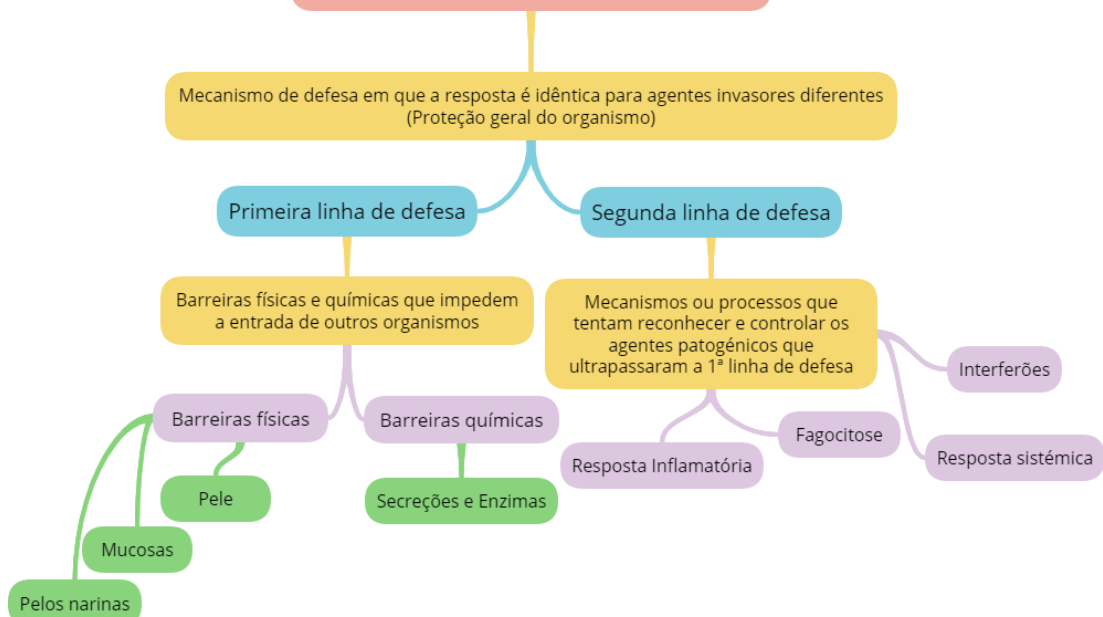 Mecanismo de defesa em que a resposta é idêntica para agentes invasores diferentes
(Proteção geral do organismo)
Primeira linha de defesa
Segunda linha de defesa
Barreiras físicas e químicas que impedem
a entrada de outros organismos
Mecanismos ou processos que
tentam reconhecer e controlar os
agentes patogénicos que
ultrapassaram a 1ª linha de defesa
Interferões
Barreiras físicas
Barreiras químicas
Fagocitose
Resposta Inflamatória
Resposta sistémica
Pele
Secreções e Enzimas
Mucosas
Pelos narinas